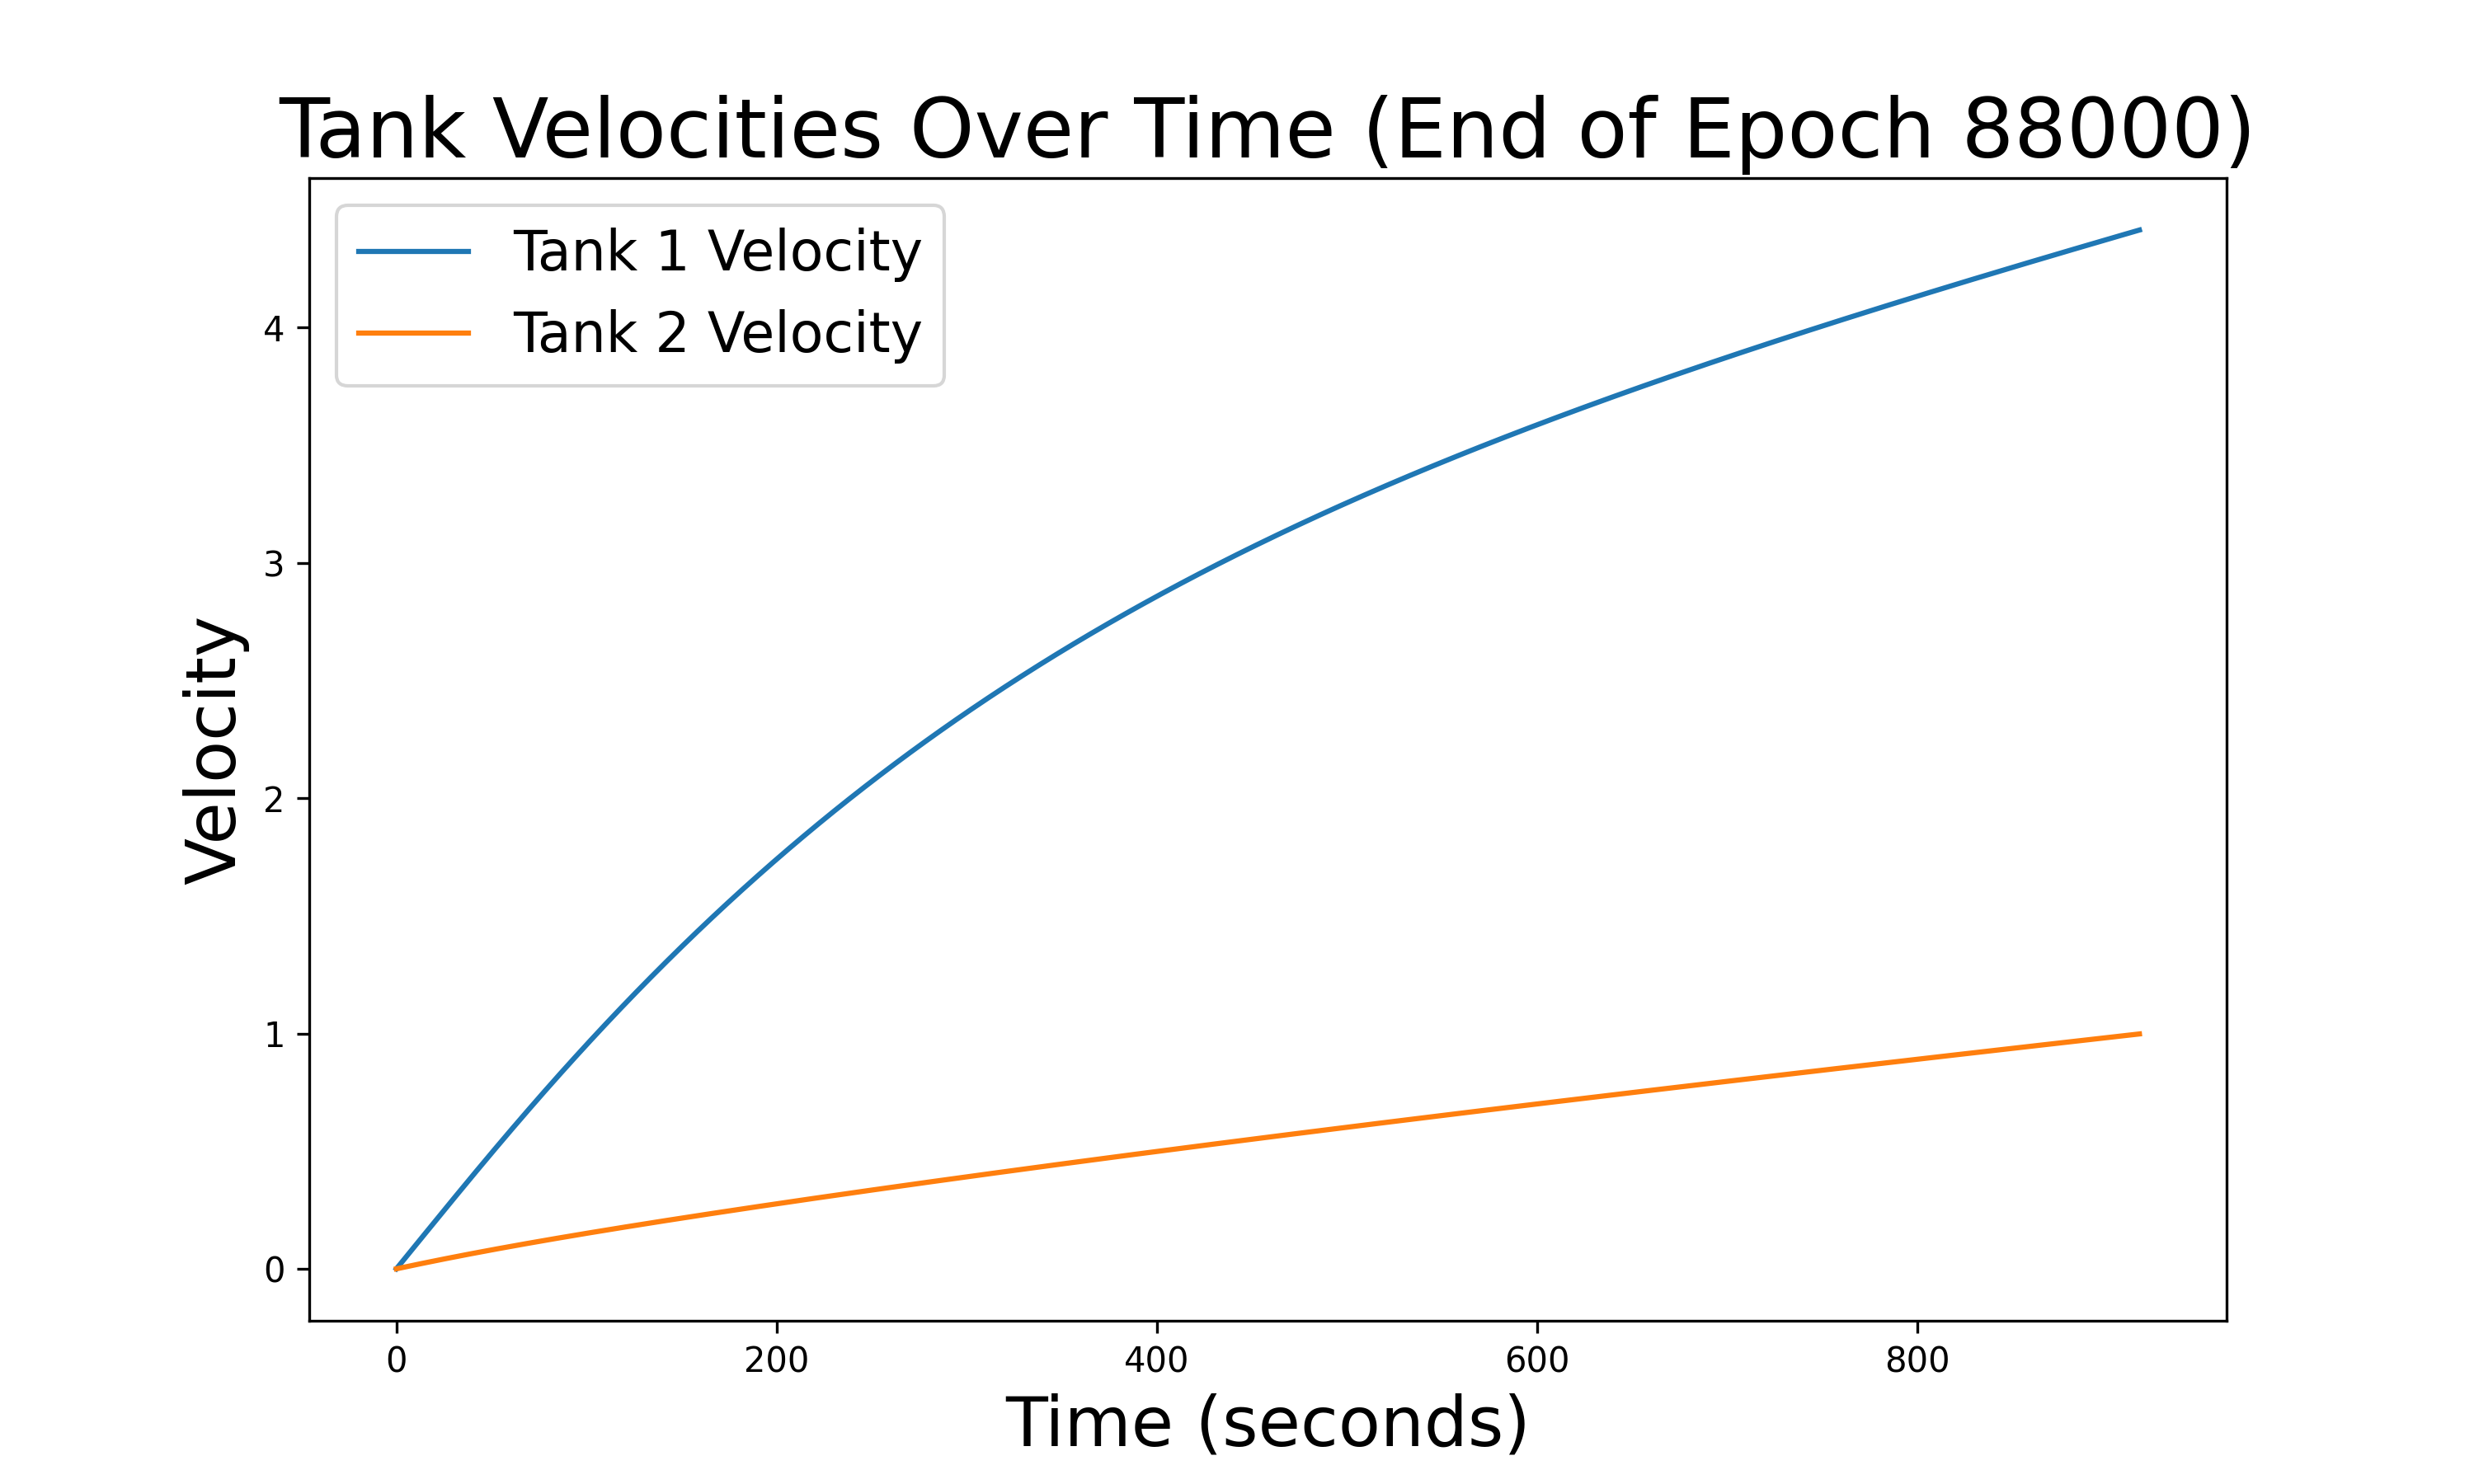 Tank Velocities Over Time (End of Epoch 88000)
Tank 1 Velocity
Tank 2 Velocity
Velocity
4
3
2
1
0
0 200 400 600 800
Time (seconds)